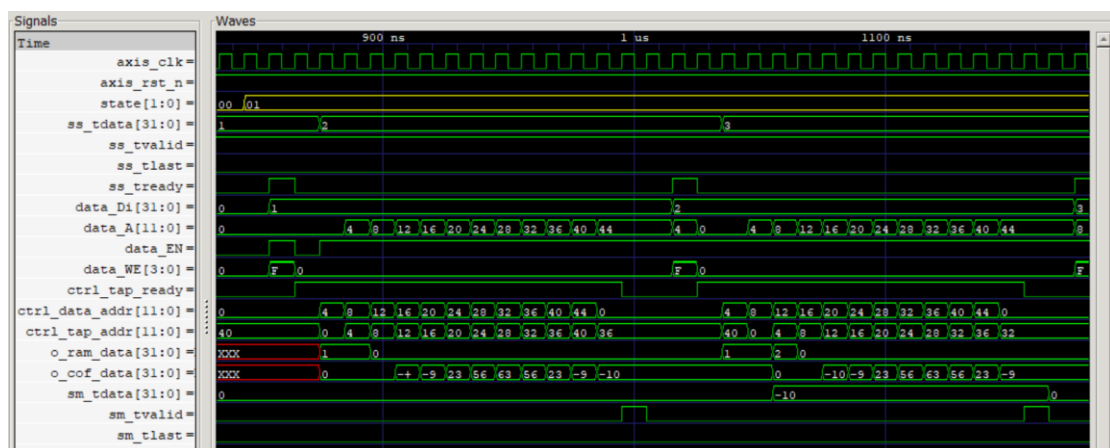 Signals Waves
Time 900 ns 1 us 1100 ns
axis_clk=
axis_rst_n=
state[1:0]= 00 01
ss_tdata[31:0]= 1 2 3
ss_tvalid=
ss_tlast=
ss_tready=
data_Di[31:0]= 0 1 2 3
data_A[11:0]= 0 4 8 12 16 20 24 28 32 36 40 44 4 0 4 8 12 16 20 24 28 32 36 40 44 8
data_EN=
data_WE[3:0]= 0 F 0 F 0 F
ctrl_tap_ready=
ctrl_data_addr[11:0]= 0 4 8 12 16 20 24 28 32 36 40 44 0 4 8 12 16 20 24 28 32 36 40 44 0
ctrl_tap_addr[11:0]= 40 0 4 8 12 16 20 24 28 32 36 40 36 40 0 4 8 12 16 20 24 28 32 36 32
o_ram_data[31:0]= XXX 1 0 1 2 0
o_cof_data[31:0]= XXX 0 -+ -9 23 56 63 56 23 -9 -10 0 -10 -9 23 56 63 56 23 -9
sm_tdata[31:0]= 0 -10 0
sm_tvalid=
sm_tlast=